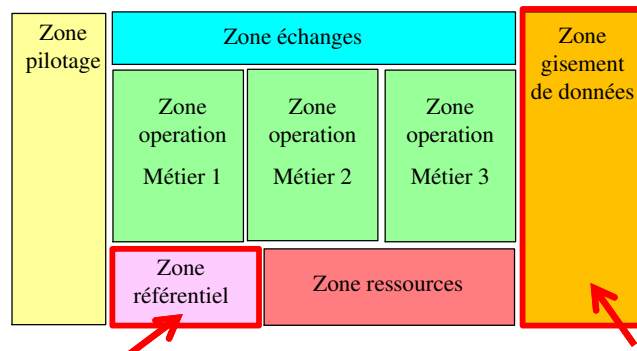 Zone
pilotage
Zone échanges
Zone
operation
Métier 1
Zone
operation
Métier 2
Zone
operation
Métier 3
Zone
référentiel
Zone ressources
Zone
gisement
de données